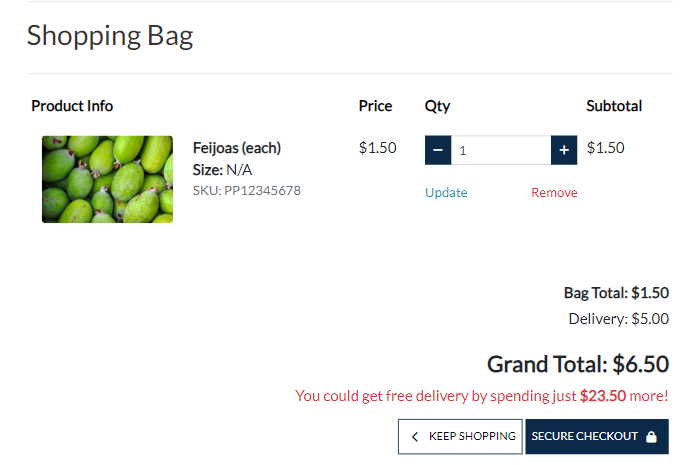 Shopping Bag
Product Info Price Qty Subtotal
Feijoas (each) $1.50 − 1 + $1.50
Size: N/A
SKU: PP12345678
Update Remove
Bag Total: $1.50
Delivery: $5.00
Grand Total: $6.50
You could get free delivery by spending just $23.50 more!
KEEP SHOPPING SECURE CHECKOUT